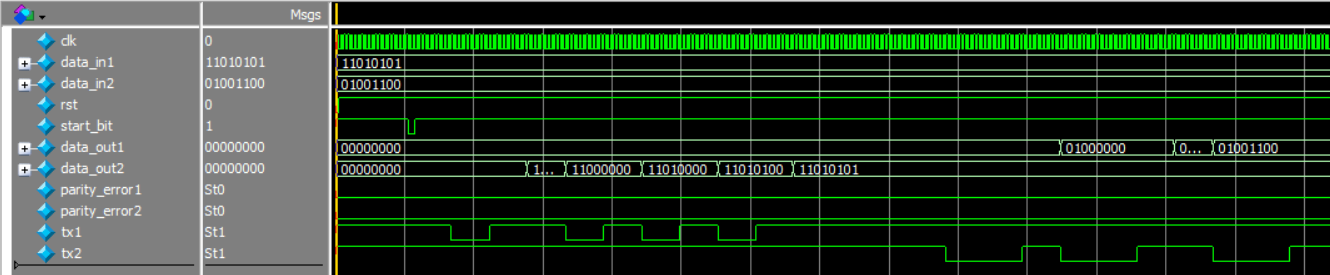 Msgs
clk 0
data_in1 11010101 11010101
data_in2 01001100 01001100
rst 0
start_bit 1
data_out1 00000000 00000000 01000000 0... 01001100
data_out2 00000000 00000000 1... 11000000 11010000 11010100 11010101
parity_error1 St0
parity_error2 St0
tx1 St1
tx2 St1